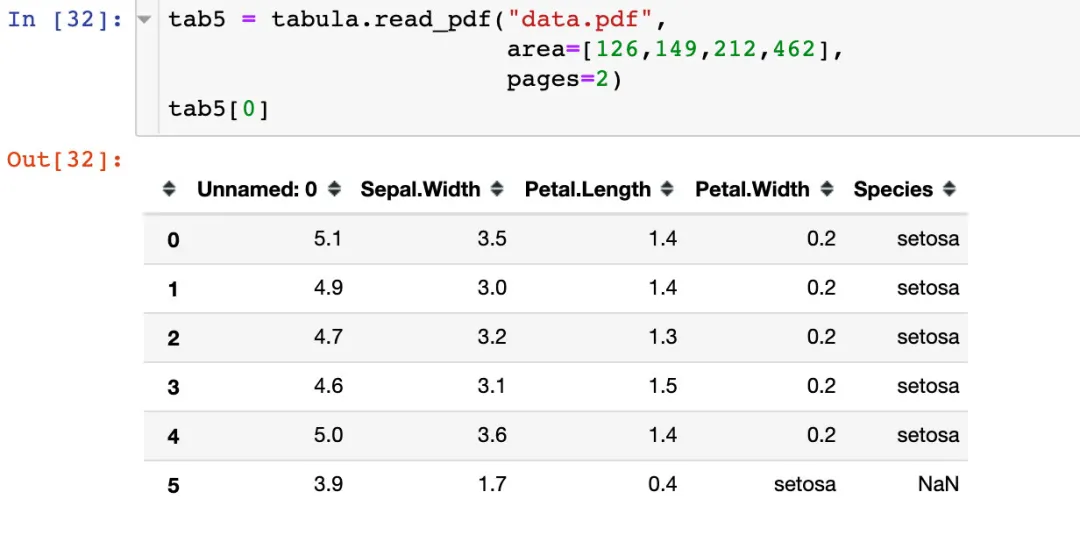 In [32]: tab5 = tabula.read_pdf("data.pdf",
area=[126,149,212,462],
pages=2)
tab5[0]
Out[32]:
Unnamed: 0 Sepal.Width Petal.Length Petal.Width Species
0 5.1 3.5 1.4 0.2 setosa
1 4.9 3.0 1.4 0.2 setosa
2 4.7 3.2 1.3 0.2 setosa
3 4.6 3.1 1.5 0.2 setosa
4 5.0 3.6 1.4 0.2 setosa
5 3.9 1.7 0.4 setosa NaN